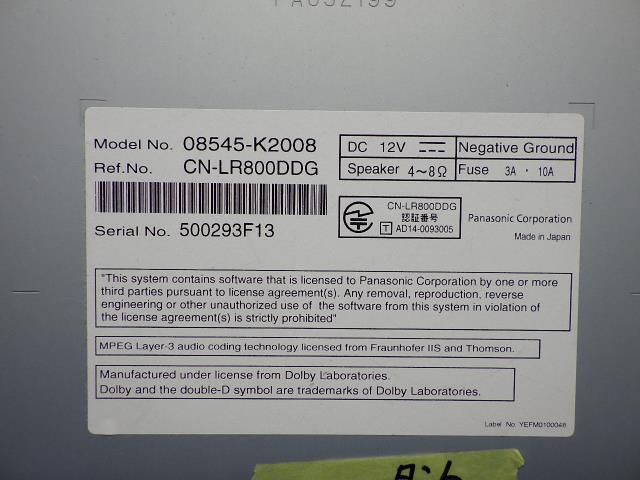 Model No. 08545-K2008
Ref.No. CN-LR800DDG
Serial No. 500293F13
DC 12V Negative Ground
Speaker 4~8Ω Fuse 3A · 10A
CN-LR800DDG
認証番号
T AD14-0093005
Panasonic Corporation
Made in Japan
"This system contains software that is licensed to Panasonic Corporation by one or more
third parties pursuant to license agreement(s). Any removal, reproduction, reverse
engineering or other unauthorized use of the software from this system in violation of
the license agreement(s) is strictly prohibited"
MPEG Layer-3 audio coding technology licensed from Fraunhofer IIS and Thomson.
Manufactured under license from Dolby Laboratories.
Dolby and the double-D symbol are trademarks of Dolby Laboratories.
Label No. YEFM0100046